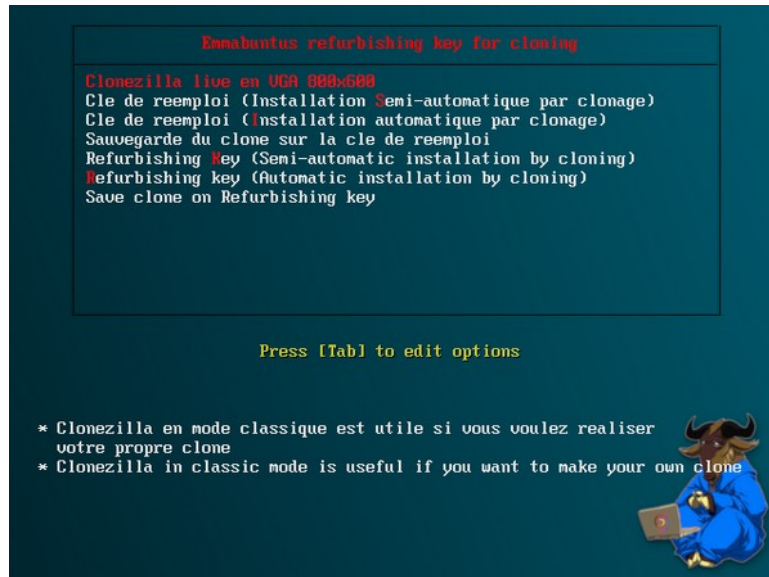 Emmabuntus refurbishing key for cloning
Clonezilla live en VGA 800x600
Cle de reemploi (Installation Semi-automatique par clonage)
Cle de reemploi (Installation automatique par clonage)
Sauvegarde du clone sur la cle de reemploi
Refurbishing Key (Semi-automatic installation by cloning)
Refurbishing key (Automatic installation by cloning)
Save clone on Refurbishing key
Press [Tab] to edit options
* Clonezilla en mode classique est utile si vous voulez realiser
votre propre clone
* Clonezilla in classic mode is useful if you want to make your own clone